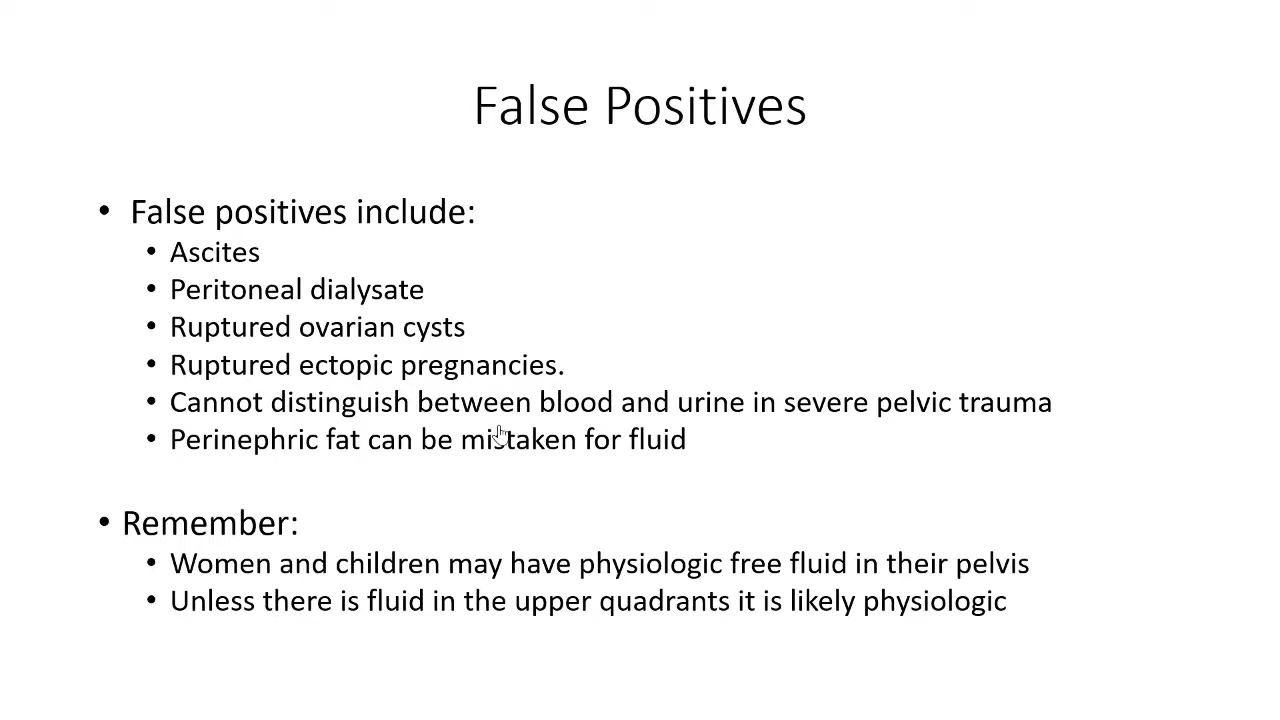 False Positives
• False positives include:
• Ascites
• Peritoneal dialysate
• Ruptured ovarian cysts
• Ruptured ectopic pregnancies.
• Cannot distinguish between blood and urine in severe pelvic trauma
• Perinephric fat can be mistaken for fluid
• Remember:
• Women and children may have physiologic free fluid in their pelvis
• Unless there is fluid in the upper quadrants it is likely physiologic